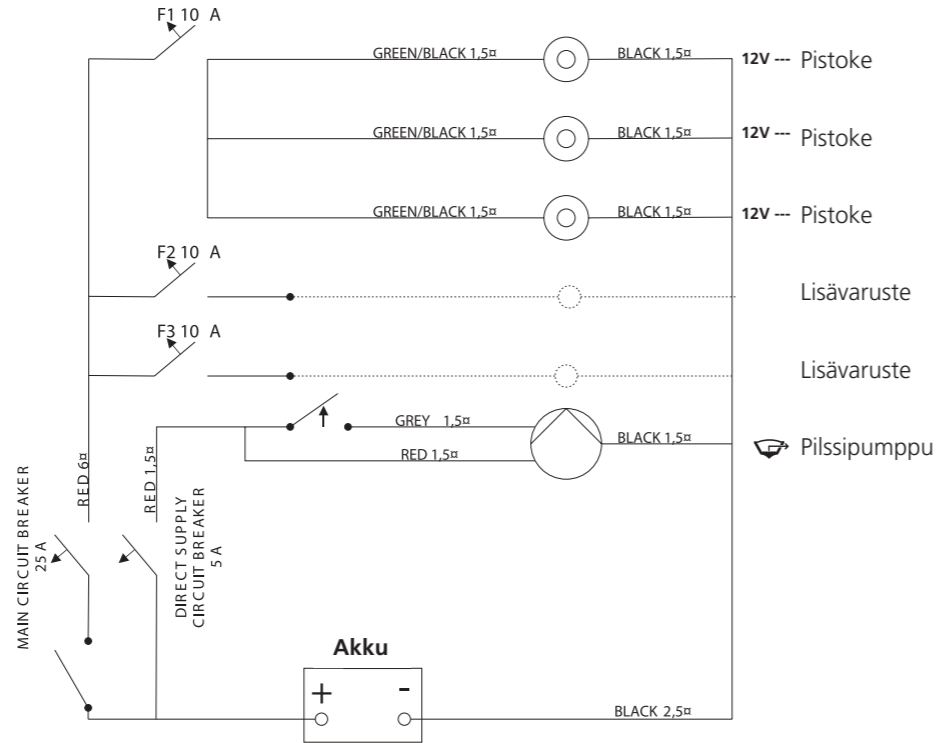 F1 10 A
GREEN/BLACK 1,5¤ BLACK 1,5¤ 12V --- Pistoke
GREEN/BLACK 1,5¤ BLACK 1,5¤ 12V --- Pistoke
GREEN/BLACK 1,5¤ BLACK 1,5¤ 12V --- Pistoke
F2 10 A
Lisävaruste
F3 10 A
Lisävaruste
GREY 1,5¤
RED 1,5¤
BLACK 1,5¤
Pilssipumppu
RED 6¤
RED 1,5¤
MAIN CIRCUIT BREAKER
25 A
DIRECT SUPPLY
CIRCUIT BREAKER
5 A
Akku
+ -
BLACK 2,5¤